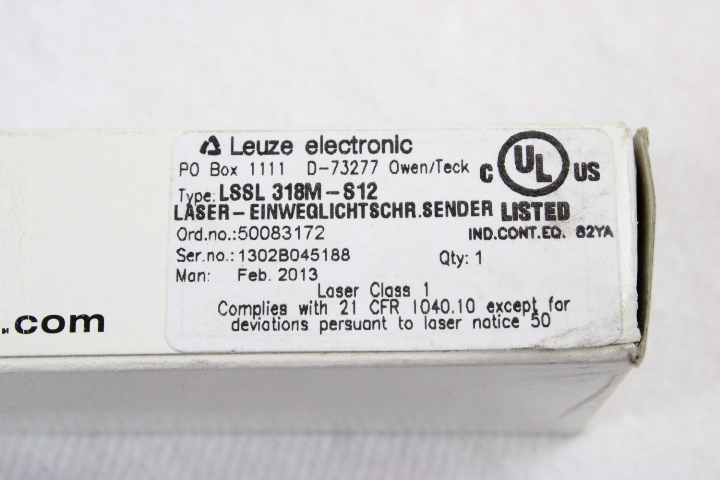 Leuze electronic
PO Box 1111 D-73277 Owen/Teck
Type: LSSL 318M-S12
LASER-EINWEGLICHTSCHR.SENDER
C UL US
LISTED
Ord.no.:50083172
IND.CONT.EQ. 82YA
Ser.no.:1302B045188
Qty: 1
Man: Feb. 2013
Laser Class 1
Complies with 21 CFR 1040.10 except for
deviations persuant to laser notice 50
.com